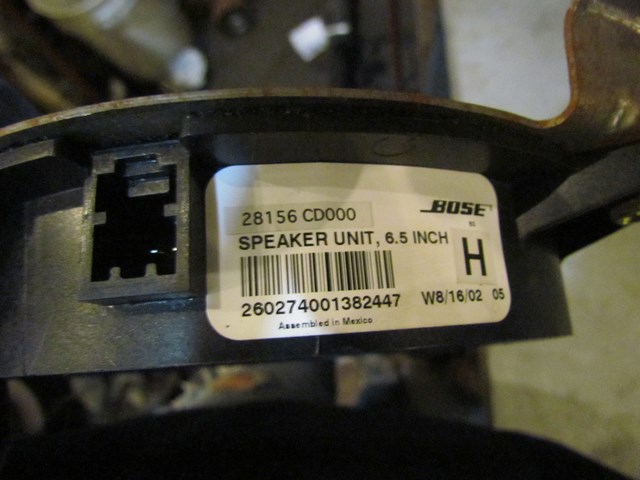 28156 CD000
BOSE
SPEAKER UNIT, 6.5 INCH
H
260274001382447
W8/16/02 05
Assembled in Mexico